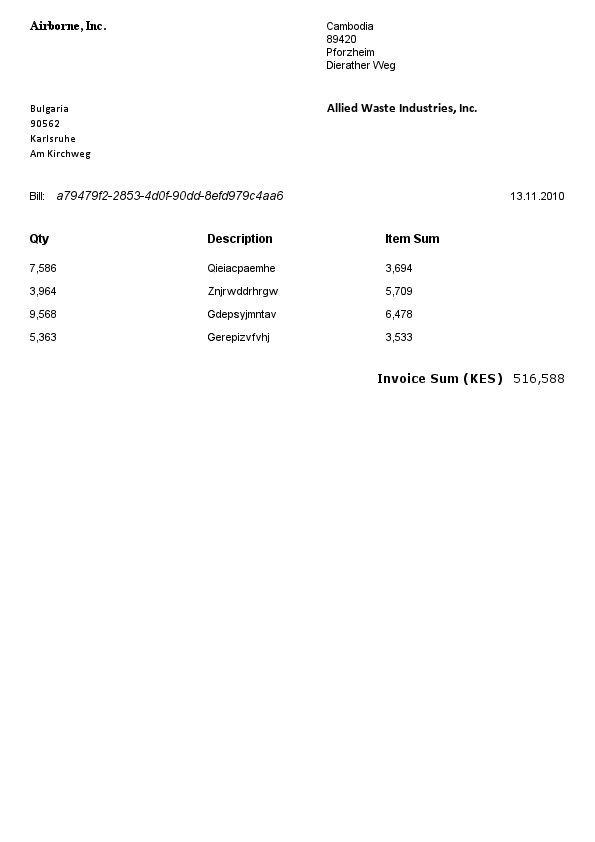 Airborne, Inc.
Cambodia
89420
Pforzheim
Dierather Weg
Bulgaria
90562
Karlsruhe
Am Kirchweg
Allied Waste Industries, Inc.
Bill: a79479f2-2853-4d0f-90dd-8efd979c4aa6 13.11.2010
Qty Description Item Sum
7,586 Qieiacpaemhe 3,694
3,964 Znjrwddrhrgw 5,709
9,568 Gdepsyjmntav 6,478
5,363 Gerepizvfvhj 3,533
Invoice Sum (KES) 516,588